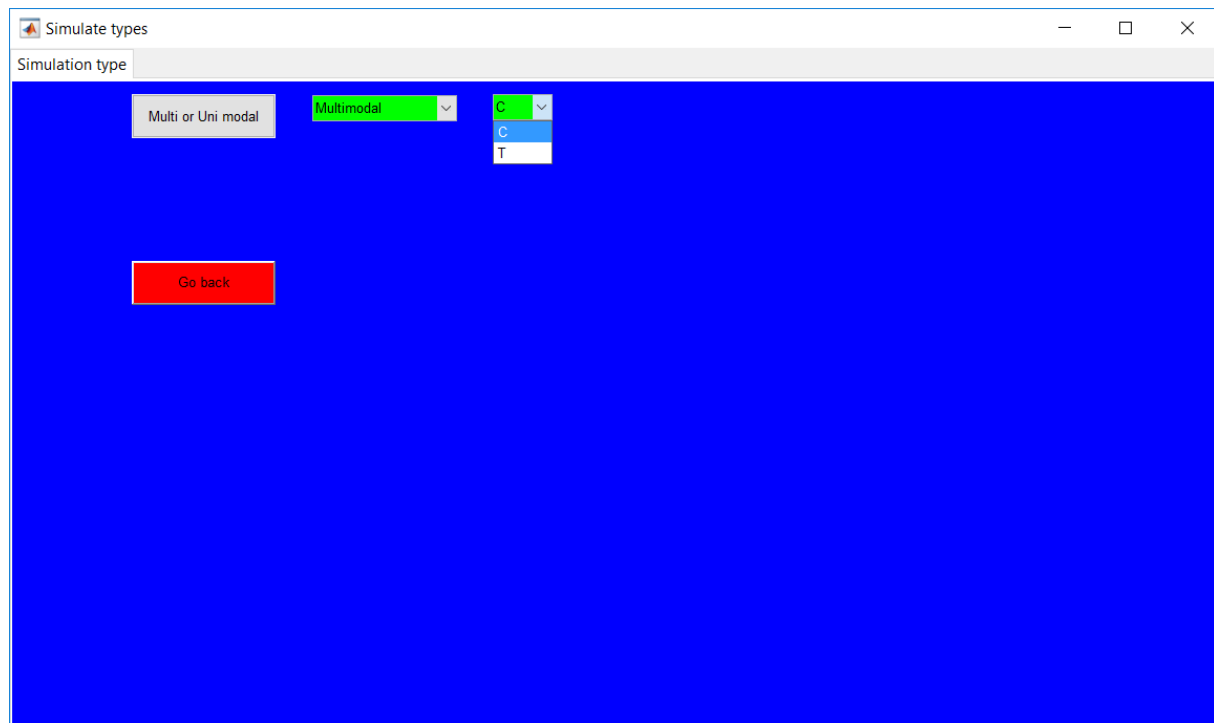 Simulate types
Simulation type
Multi or Uni modal
Multimodal
C
C
T
Go back